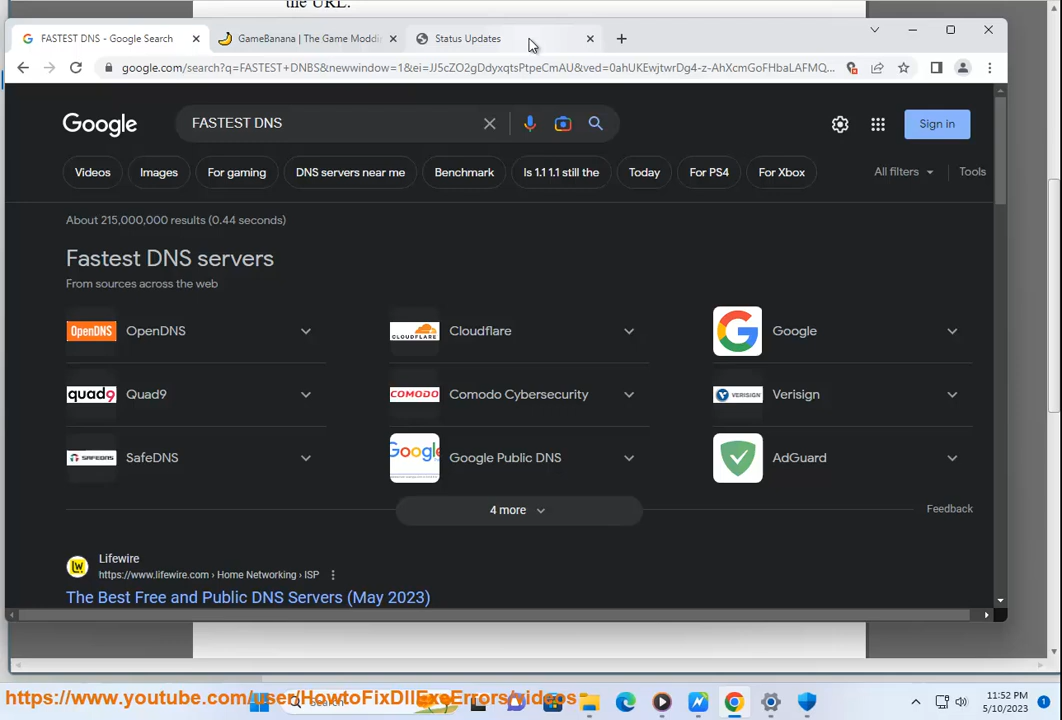 the URL.
FASTEST DNS - Google Search
GameBanana | The Game Moddi
Status Updates
google.com/search?q=FASTEST+DNBS&newwindow=1&ei=JJ5cZO2gDdyxqtsPtpeCmAU&ved=0ahUKEwjtwrDg4-z-AhXcmGoFHbaLAFMQ...
Google
FASTEST DNS
Sign in
Videos
Images
For gaming
DNS servers near me
Benchmark
Is 1.1 1.1 still the
Today
For PS4
For Xbox
All filters
Tools
About 215,000,000 results (0.44 seconds)
Fastest DNS servers
From sources across the web
OpenDNS OpenDNS
CLOUDFLARE Cloudflare
Google
quad9 Quad9
COMODO Comodo Cybersecurity
VERISIGN Verisign
SAFEDNS SafeDNS
Google Google Public DNS
AdGuard
4 more
Feedback
LW Lifewire
https://www.lifewire.com › Home Networking › ISP
The Best Free and Public DNS Servers (May 2023)
https://www.youtube.com/user/HowtoFixDllExeErrors/videos
Search
11:52 PM
5/10/2023
1